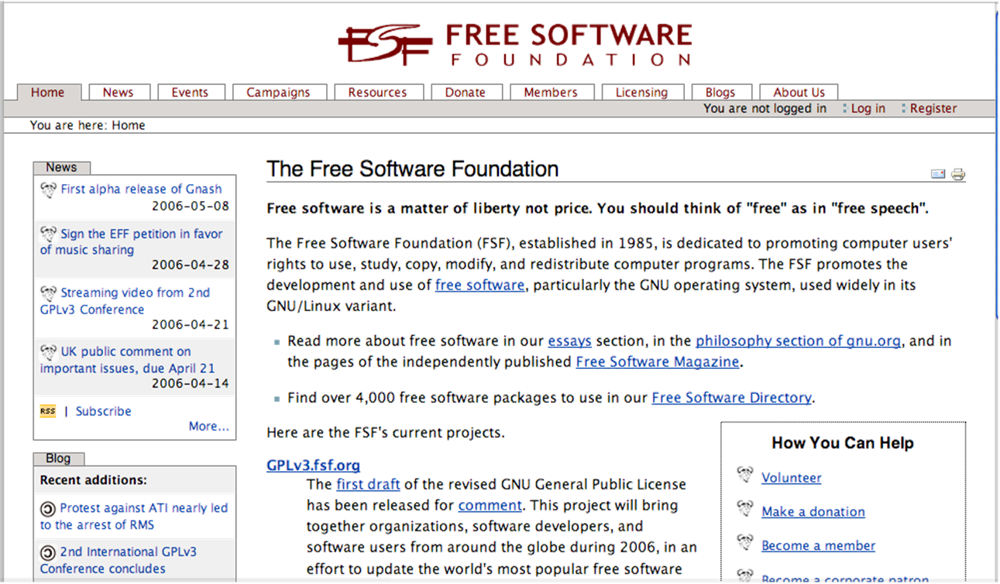 FSF FREE SOFTWARE
FOUNDATION
Home News Events Campaigns Resources Donate Members Licensing Blogs About Us
You are not logged in Log in Register
You are here: Home
News
First alpha release of Gnash
2006-05-08
Sign the EFF petition in favor
of music sharing
2006-04-28
Streaming video from 2nd
GPLv3 Conference
2006-04-21
UK public comment on
important issues, due April 21
2006-04-14
RSS | Subscribe
More...
Blog
Recent additions:
Protest against ATI nearly led
to the arrest of RMS
2nd International GPLv3
Conference concludes
The Free Software Foundation
Free software is a matter of liberty not price. You should think of "free" as in "free speech".
The Free Software Foundation (FSF), established in 1985, is dedicated to promoting computer users'
rights to use, study, copy, modify, and redistribute computer programs. The FSF promotes the
development and use of free software, particularly the GNU operating system, used widely in its
GNU/Linux variant.
Read more about free software in our essays section, in the philosophy section of gnu.org, and in
the pages of the independently published Free Software Magazine.
Find over 4,000 free software packages to use in our Free Software Directory.
Here are the FSF's current projects.
GPLv3.fsf.org
The first draft of the revised GNU General Public License
has been released for comment. This project will bring
together organizations, software developers, and
software users from around the globe during 2006, in an
effort to update the world's most popular free software
How You Can Help
Volunteer
Make a donation
Become a member
Become a corporate patron